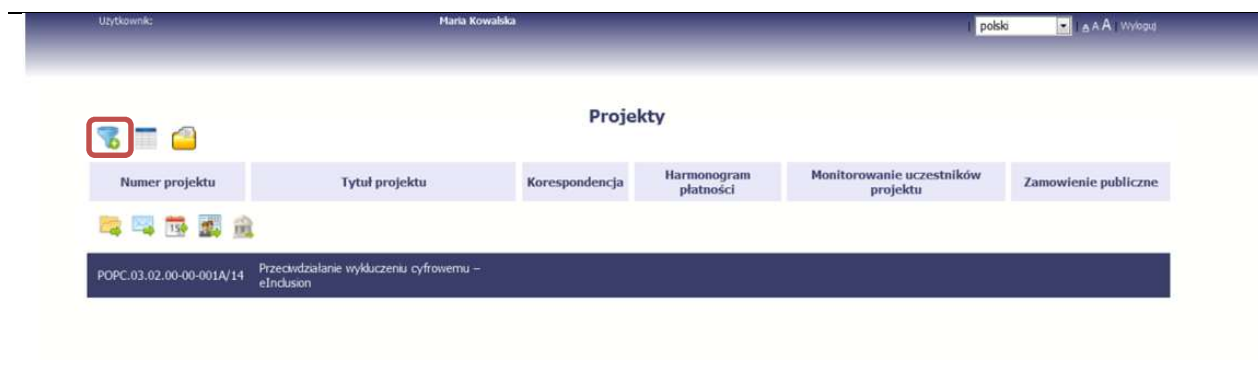 Użytkownik: Maria Kowalska | polski | A A A | Wyloguj
Projekty
Numer projektu Tytuł projektu Korespondencja Harmonogram płatności Monitorowanie uczestników projektu Zamowienie publiczne
15
POPC.03.02.00-00-001A/14 Przeciwdziałanie wykluczeniu cyfrowemu –
eInclusion